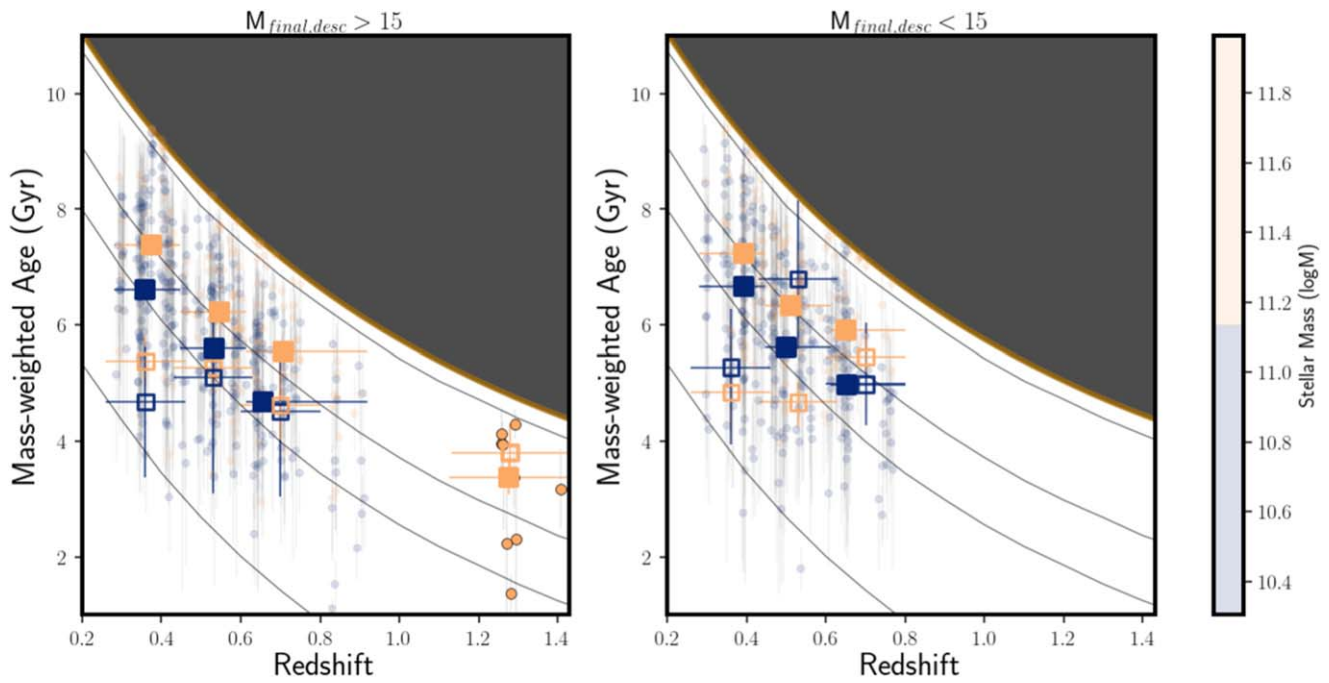 M_{final,desc} > 15
M_{final,desc} < 15
Mass-weighted Age (Gyr)
10
8
6
4
2
0.2 0.4 0.6 0.8 1.0 1.2 1.4
Redshift
Mass-weighted Age (Gyr)
10
8
6
4
2
0.2 0.4 0.6 0.8 1.0 1.2 1.4
Redshift
11.8
11.6
11.4
11.2
11.0
10.8
10.6
10.4
Stellar Mass (logM)